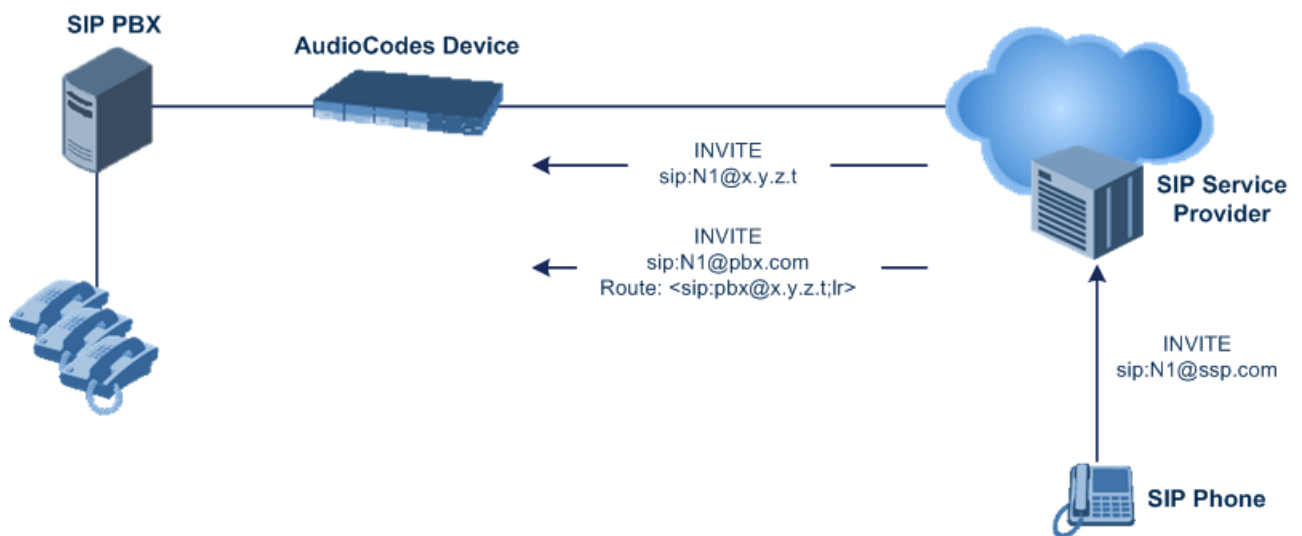 SIP PBX
AudioCodes Device
INVITE
sip:N1@x.y.z.t
SIP Service
Provider
INVITE
sip:N1@pbx.com
Route: <sip:pbx@x.y.z.t;lr>
INVITE
sip:N1@ssp.com
SIP Phone